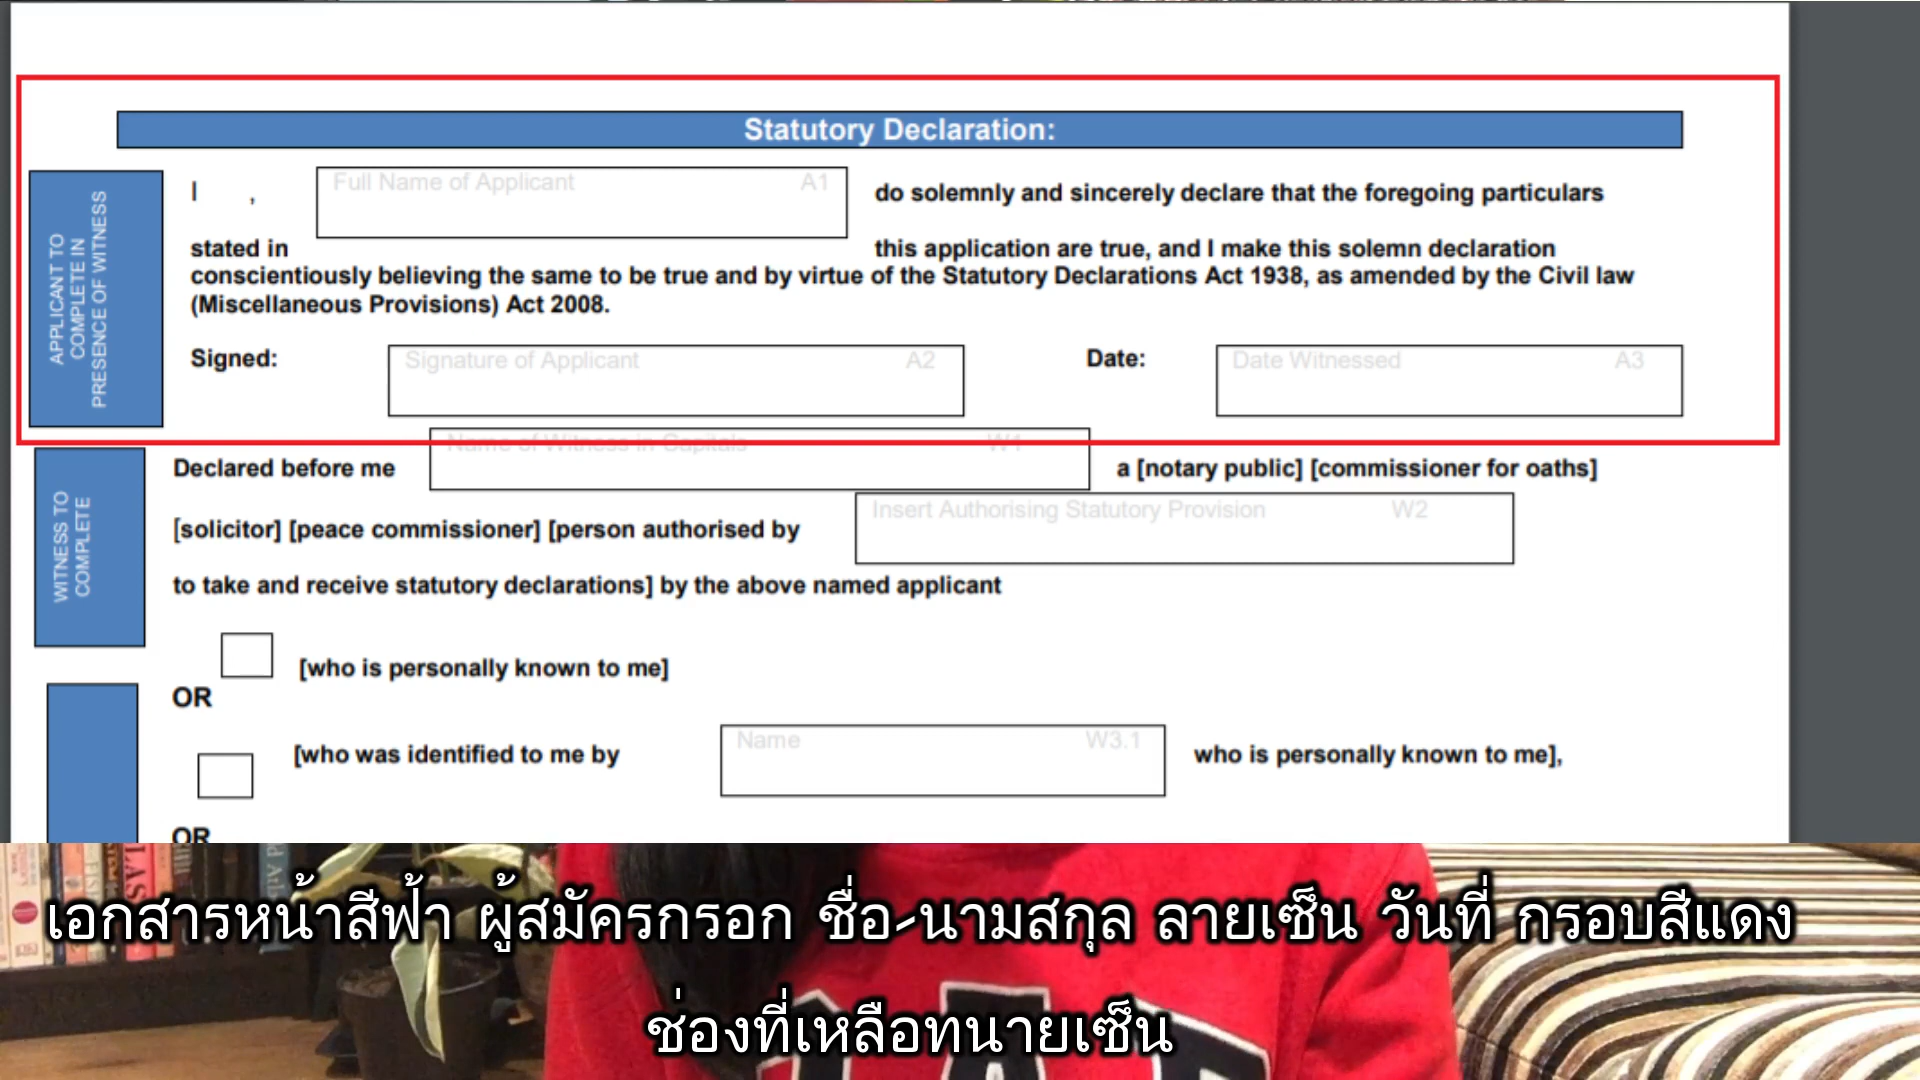 Statutory Declaration:
APPLICANT TO
COMPLETE IN
PRESENCE OF WITNESS
I , Full Name of Applicant A1 do solemnly and sincerely declare that the foregoing particulars
stated in this application are true, and I make this solemn declaration
conscientiously believing the same to be true and by virtue of the Statutory Declarations Act 1938, as amended by the Civil law
(Miscellaneous Provisions) Act 2008.
Signed: Signature of Applicant A2 Date: Date Witnessed A3
WITNESS TO
COMPLETE
Name of Witness in Capitals W1
Declared before me a [notary public] [commissioner for oaths]
Insert Authorising Statutory Provision W2
[solicitor] [peace commissioner] [person authorised by
to take and receive statutory declarations] by the above named applicant
[who is personally known to me]
OR
Name W3.1
[who was identified to me by who is personally known to me],
OR
เอกสารหน้าสีฟ้า ผู้สมัครกรอก ชื่อ-นามสกุล ลายเซ็น วันที่ กรอบสีแดง
ช่องที่เหลือทนายเซ็น